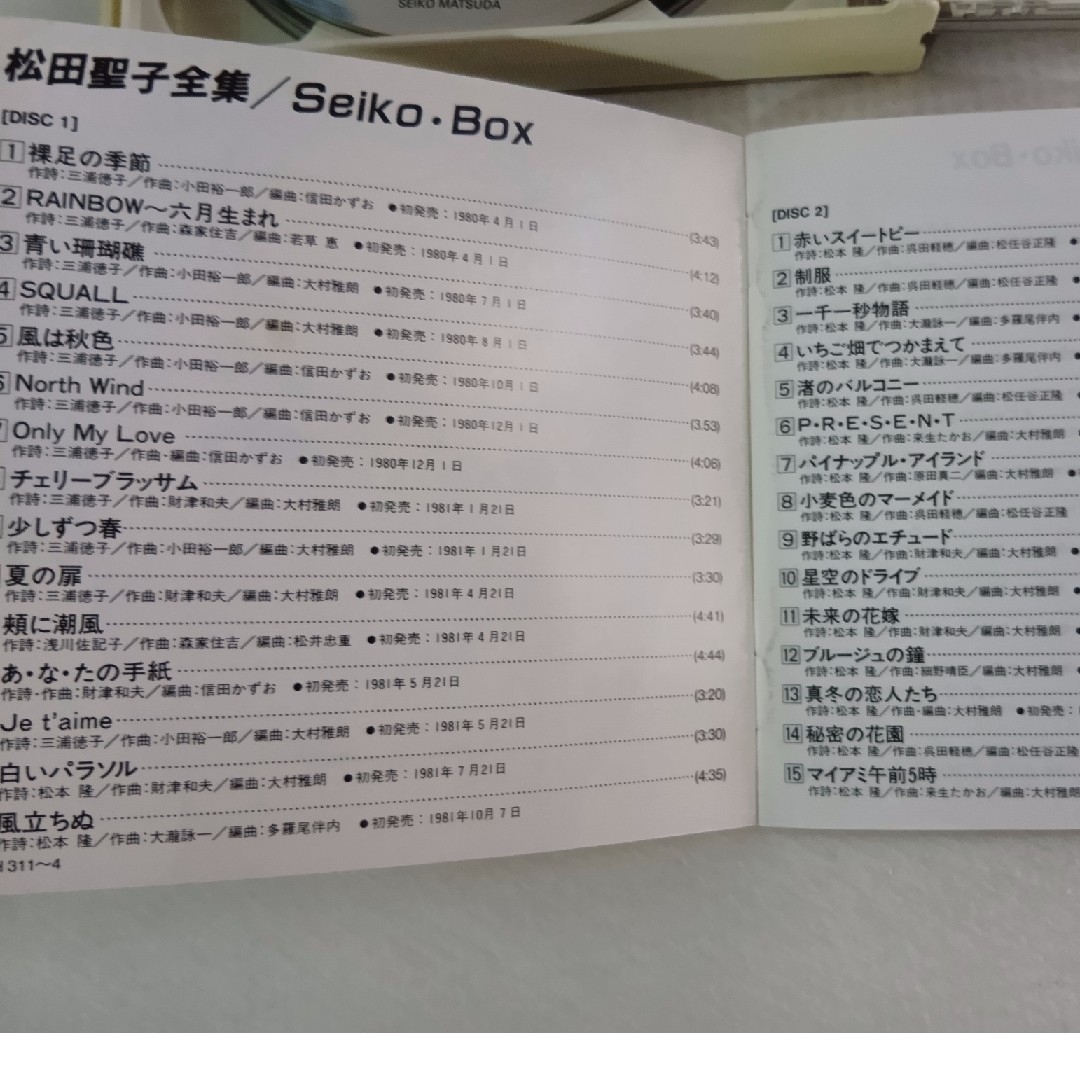 SEIKO MATSUDA
松田聖子全集/Seiko・Box
[DISC 1]
1 裸足の季節 (3:43)
作詩:三浦徳子/作曲:小田裕一郎/編曲:信田かずお ●初発売:1980年4月1日
2 RAINBOW〜六月生まれ (4:12)
作詩:三浦徳子/作曲:森家住吉/編曲:若草 恵 ●初発売:1980年4月1日
3 青い珊瑚礁 (3:40)
作詩:三浦徳子/作曲:小田裕一郎/編曲:大村雅朗 ●初発売:1980年7月1日
4 SQUALL (3:44)
作詩:三浦徳子/作曲:小田裕一郎/編曲:大村雅朗 ●初発売:1980年8月1日
5 風は秋色 (4:08)
作詩:三浦徳子/作曲:小田裕一郎/編曲:信田かずお ●初発売:1980年10月1日
6 North Wind (3.53)
作詩:三浦徳子/作曲:小田裕一郎/編曲:信田かずお ●初発売:1980年12月1日
Only My Love (4:06)
作詩:三浦徳子/作曲・編曲:信田かずお ●初発売:1980年12月1日
チェリーブラッサム (3:21)
作詩:三浦徳子/作曲:財津和夫/編曲:大村雅朗 ●初発売:1981年1月21日
少しずつ春 (3:29)
作詩:三浦徳子/作曲:小田裕一郎/編曲:大村雅朗 ●初発売:1981年1月21日
夏の扉 (3:30)
作詩:三浦徳子/作曲:財津和夫/編曲:大村雅朗 ●初発売:1981年4月21日
頬に潮風 (4:41)
作詩:浅川佐記子/作曲:森家住吉/編曲:松井忠重 ●初発売:1981年4月21日
あ・な・たの手紙 (4:44)
作詩・作曲:財津和夫/編曲:信田かずお ●初発売:1981年5月21日
Je t'aime (3:20)
作詩:三浦徳子/作曲:小田裕一郎/編曲:大村雅朗 ●初発売:1981年5月21日
白いパラソル (3:30)
作詩:松本 隆/作曲:財津和夫/編曲:大村雅朗 ●初発売:1981年7月21日
風立ちぬ (4:35)
作詩:松本 隆/作曲:大瀧詠一/編曲:多羅尾伴内 ●初発売:1981年10月7日
311〜4
[DISC 2]
1 赤いスイートピー
作詩:松本 隆/作曲:呉田軽穂/編曲:松任谷正隆 ●
2 制服
作詩:松本 隆/作曲:呉田軽穂/編曲:松任谷正隆 ●
3 一千一秒物語
作詩:松本 隆/作曲:大瀧詠一/編曲:多羅尾伴内 ●
4 いちご畑でつかまえて
作詩:松本 隆/作曲:大瀧詠一/編曲:多羅尾伴内 ●
5 渚のバルコニー
作詩:松本 隆/作曲:呉田軽穂/編曲:松任谷正隆
6 P・R・E・S・E・N・T
作詩:松本 隆/作曲:来生たかお/編曲:大村雅朗
7 パイナップル・アイランド
作詩:松本 隆/作曲:原田真二/編曲:大村雅朗 ●
8 小麦色のマーメイド
作詩:松本 隆/作曲:呉田軽穂/編曲:松任谷正隆
9 野ばらのエチュード
作詩:松本 隆/作曲:財津和夫/編曲:大村雅朗 ●
10 星空のドライブ
作詩:松本 隆/作曲:財津和夫/編曲:大村雅朗
11 未来の花嫁
作詩:松本 隆/作曲:財津和夫/編曲:大村雅朗
12 ブルージュの鐘
作詩:松本 隆/作曲:細野晴臣/編曲:大村雅朗
13 真冬の恋人たち
作詩:松本 隆/作曲・編曲:大村雅朗 ●初発売:
14 秘密の花園
作詩:松本 隆/作曲:呉田軽穂/編曲:松任谷正隆
15 マイアミ午前5時
作詩:松本 隆/作曲:来生たかお/編曲:大村雅朗